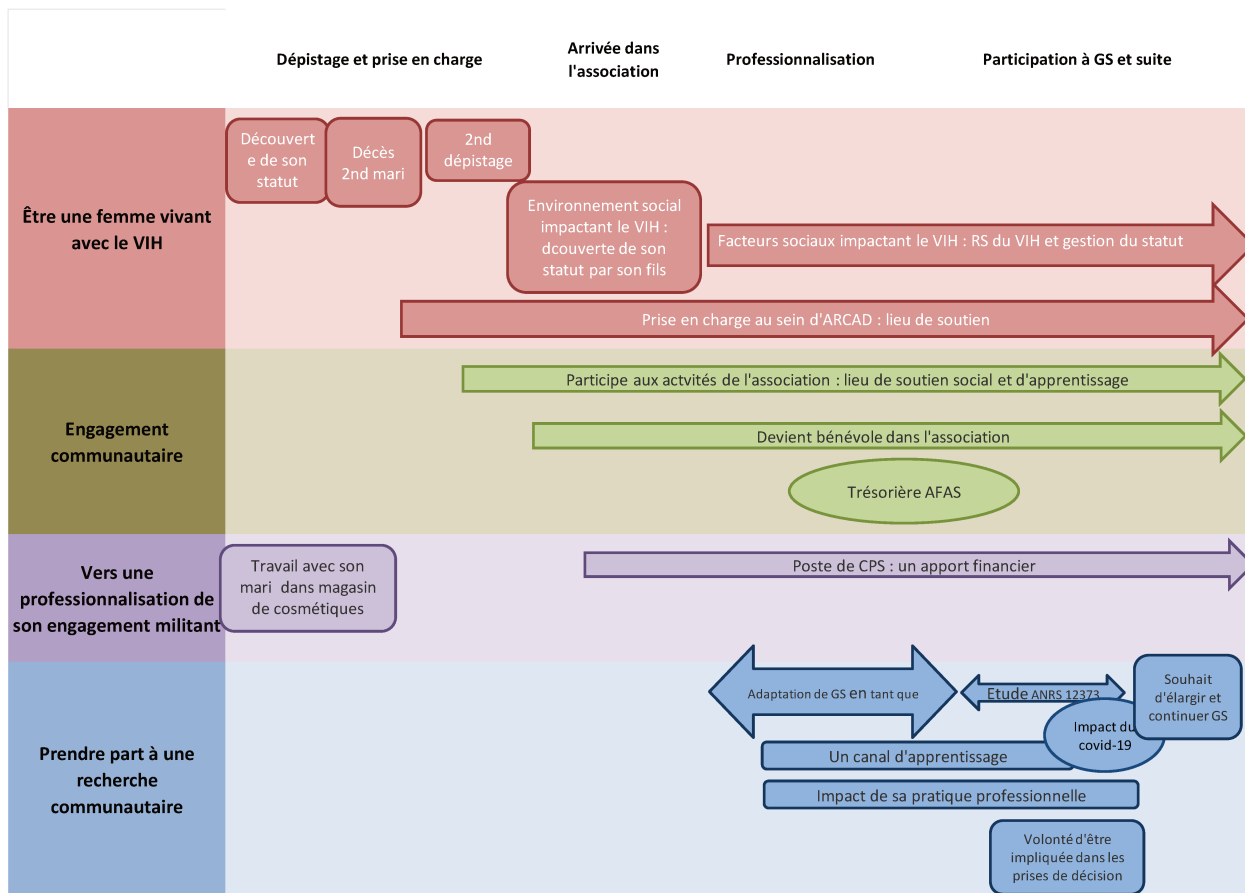 Dépistage et prise en charge
Arrivée dans
l'association
Professionnalisation
Participation à GS et suite
Être une femme vivant
avec le VIH
Découvert
e de son
statut
Décès
2nd mari
2nd
dépistage
Environnement social
impactant le VIH :
dcouverte de son
statut par son fils
Facteurs sociaux impactant le VIH : RS du VIH et gestion du statut
Prise en charge au sein d'ARCAD : lieu de soutien
Engagement
communautaire
Participe aux actvités de l'association : lieu de soutien social et d'apprentissage
Devient bénévole dans l'association
Trésorière AFAS
Vers une
professionnalisation de
son engagement militant
Travail avec son
mari dans magasin
de cosmétiques
Poste de CPS : un apport financier
Prendre part à une
recherche
communautaire
Adaptation de GS en tant que
Etude ANRS 12373
Souhait
d'élargir et
continuer GS
Impact du
covid-19
Un canal d'apprentissage
Impact de sa pratique professionnelle
Volonté d'être
impliquée dans les
prises de décision